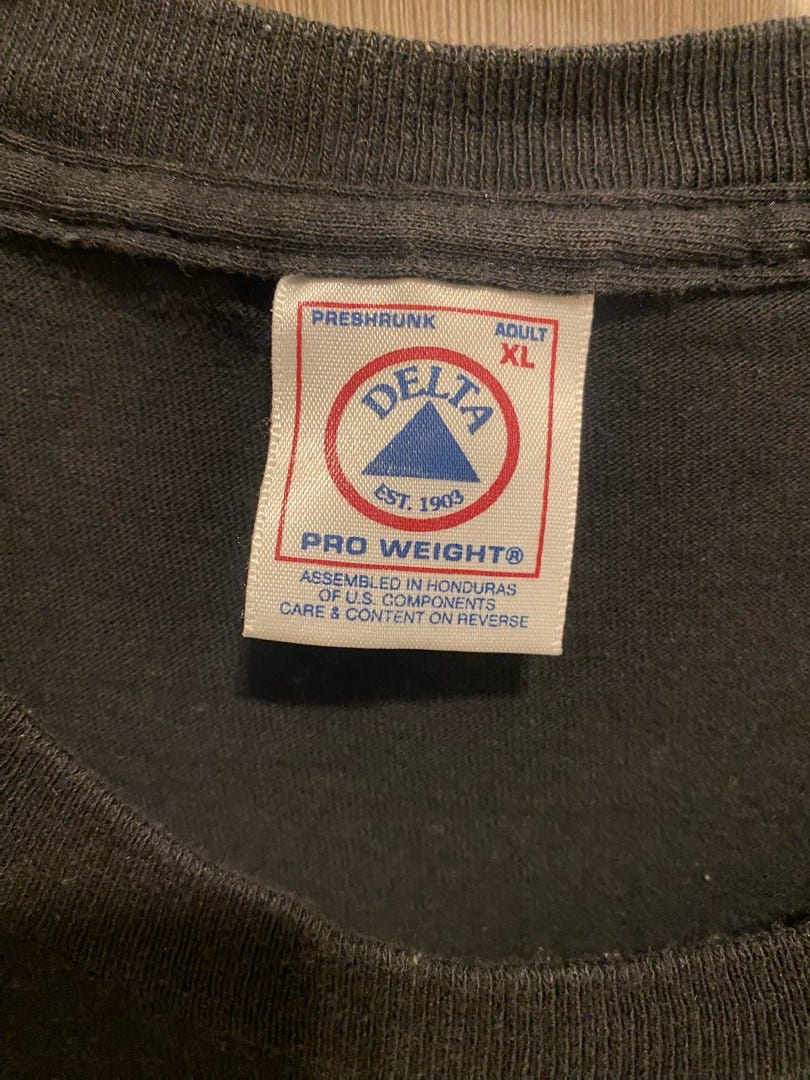 PRESHRUNK
ADULT
XL
DELTA
EST. 1903
PRO WEIGHT®
ASSEMBLED IN HONDURAS
OF U.S. COMPONENTS
CARE & CONTENT ON REVERSE